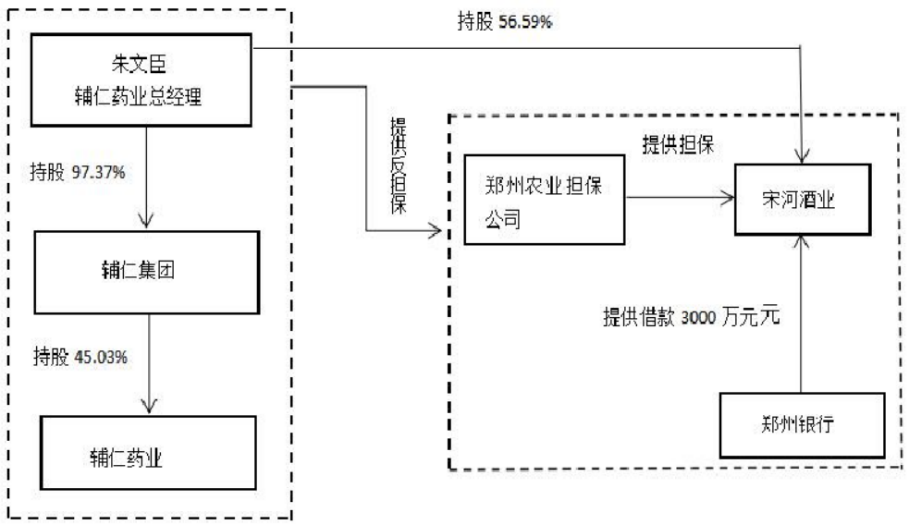 持股 56.59%
朱文臣
辅仁药业总经理
持股 97.37%
辅仁集团
持股 45.03%
辅仁药业
提供反担保
郑州农业担保
公司
提供担保
宋河酒业
提供借款 3000 万元元
郑州银行